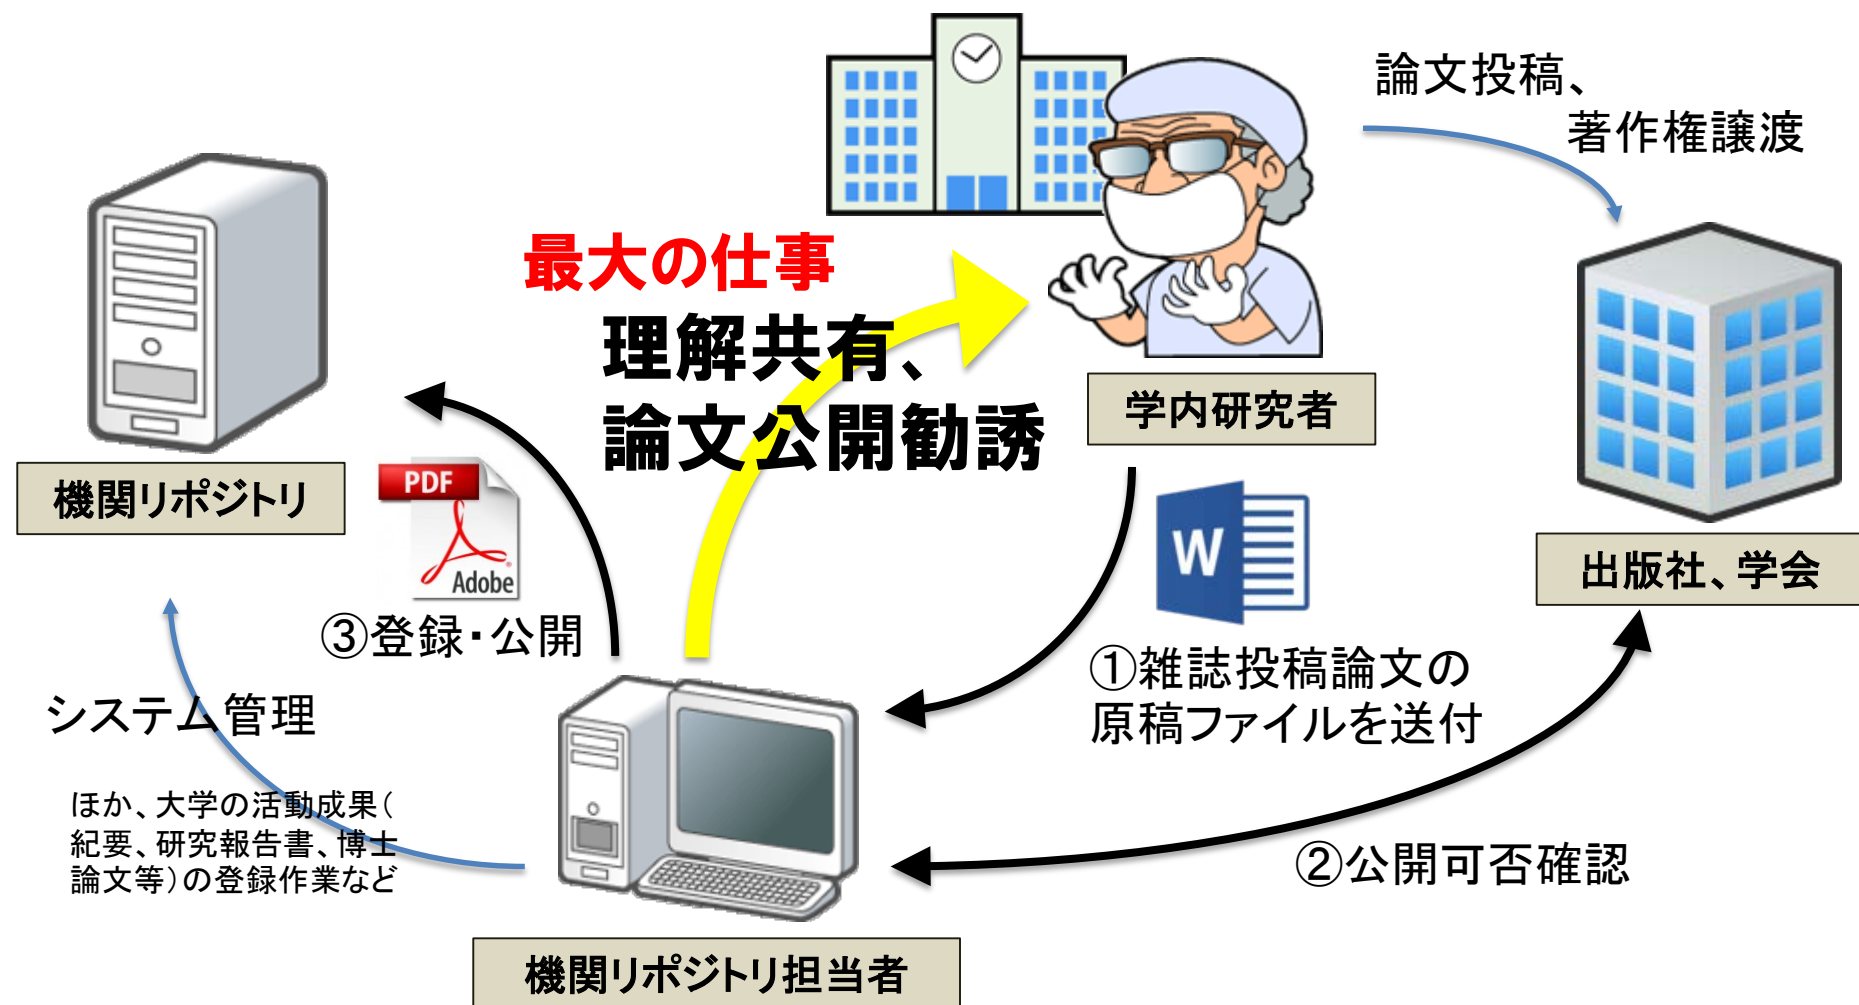 論文投稿、
著作権譲渡
最大の仕事
理解共有、
論文公開勧誘
学内研究者
機関リポジトリ
PDF
Adobe
W
出版社、学会
③登録・公開
①雑誌投稿論文の
原稿ファイルを送付
システム管理
ほか、大学の活動成果(
紀要、研究報告書、博士
論文等)の登録作業など
②公開可否確認
機関リポジトリ担当者